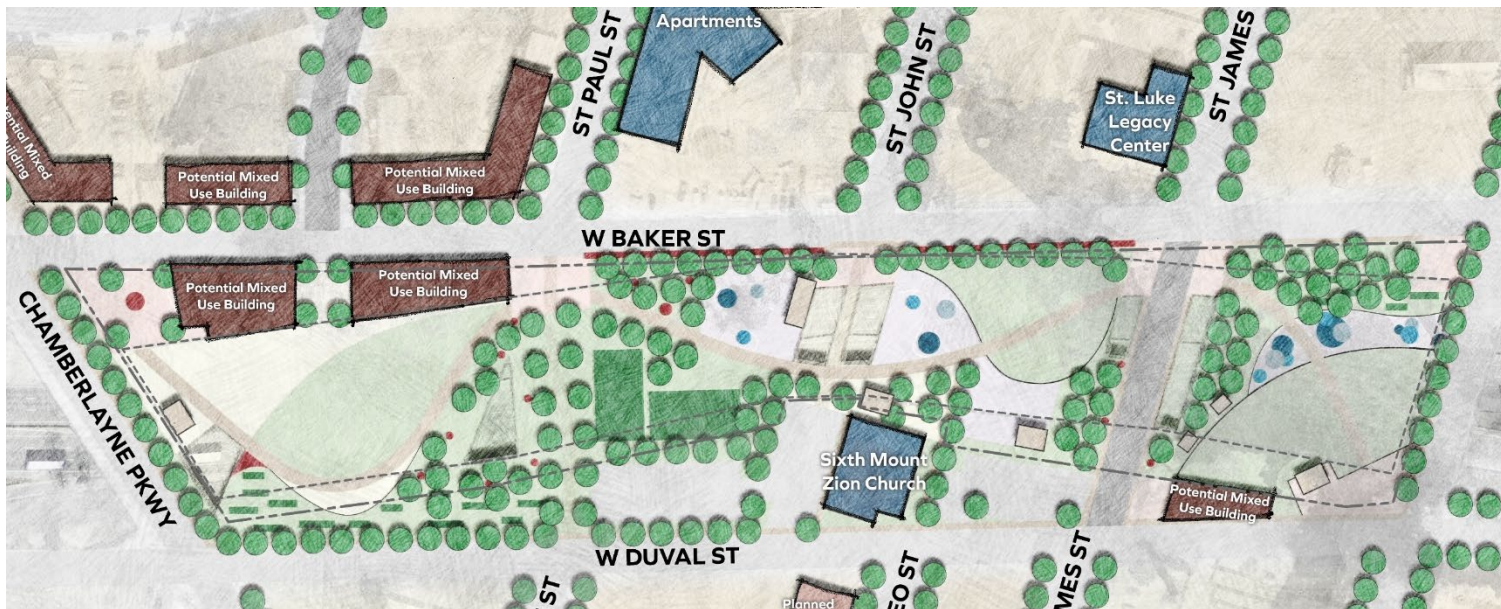 Apartments
ST PAUL ST
ST JOHN ST
ST JAMES
St. Luke
Legacy
Center
Mixed
Potential Mixed
Use Building
Potential Mixed
Use Building
W BAKER ST
Potential Mixed
Use Building
Potential Mixed
Use Building
CHAMBERLAYNE PKWY
Sixth Mount
Zion Church
Potential Mixed
Use Building
W DUVAL ST
ST
EO ST
MES ST
Planned